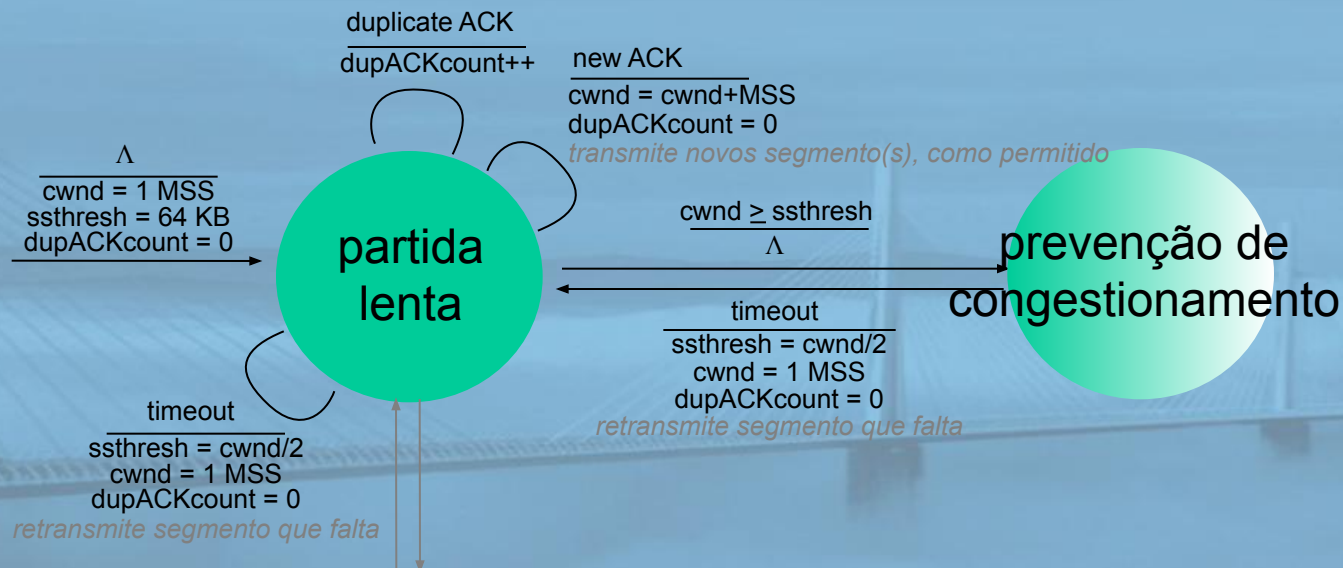 duplicate ACK
dupACKcount++
new ACK
cwnd = cwnd+MSS
dupACKcount = 0
transmite novos segmento(s), como permitido
Λ
cwnd = 1 MSS
ssthresh = 64 KB
dupACKcount = 0
partida
lenta
cwnd ≥ ssthresh
Λ
prevenção de
congestionamento
timeout
ssthresh = cwnd/2
cwnd = 1 MSS
dupACKcount = 0
retransmite segmento que falta
timeout
ssthresh = cwnd/2
cwnd = 1 MSS
dupACKcount = 0
retransmite segmento que falta